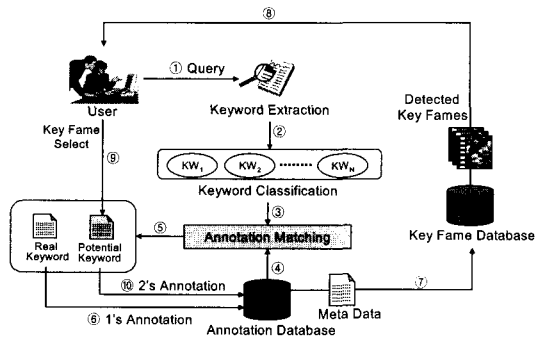 ⑧
① Query
User
Keyword Extraction
Key Fame
Select
②
Detected
Key Fames
⑨
KW1 KW2 KWN
Keyword Classification
③
Real
Keyword
Potential
Keyword
⑤
Annotation Matching
Key Fame Database
④
⑩ 2's Annotation
⑦
Meta Data
⑥ 1's Annotation
Annotation Database